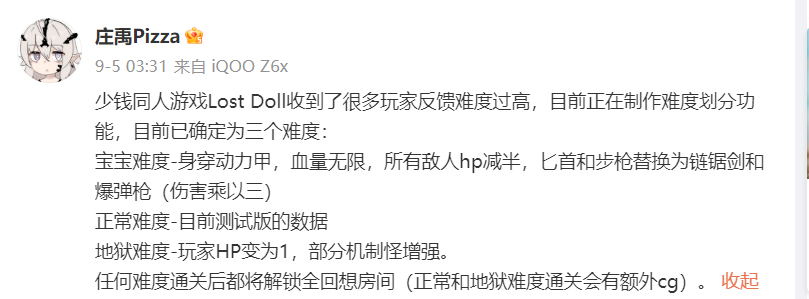 庄禹Pizza
9-5 03:31 来自 iQOO Z6x
少钱同人游戏Lost Doll收到了很多玩家反馈难度过高，目前正在制作难度划分功
能，目前已确定为三个难度：
宝宝难度-身穿动力甲，血量无限，所有敌人hp减半，匕首和步枪替换为链锯剑和
爆弹枪（伤害乘以三）
正常难度-目前测试版的数据
地狱难度-玩家HP变为1，部分机制怪增强。
任何难度通关后都将解锁全回想房间（正常和地狱难度通关会有额外cg）。 收起